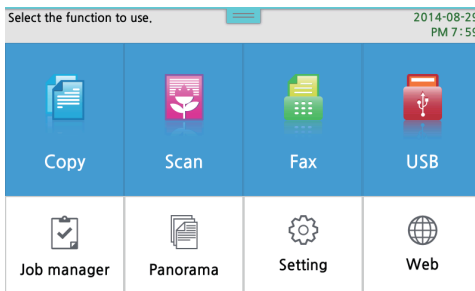 Select the function to use.
2014-08-29
PM 7:59
Copy
Scan
Fax
USB
Job manager
Panorama
Setting
Web